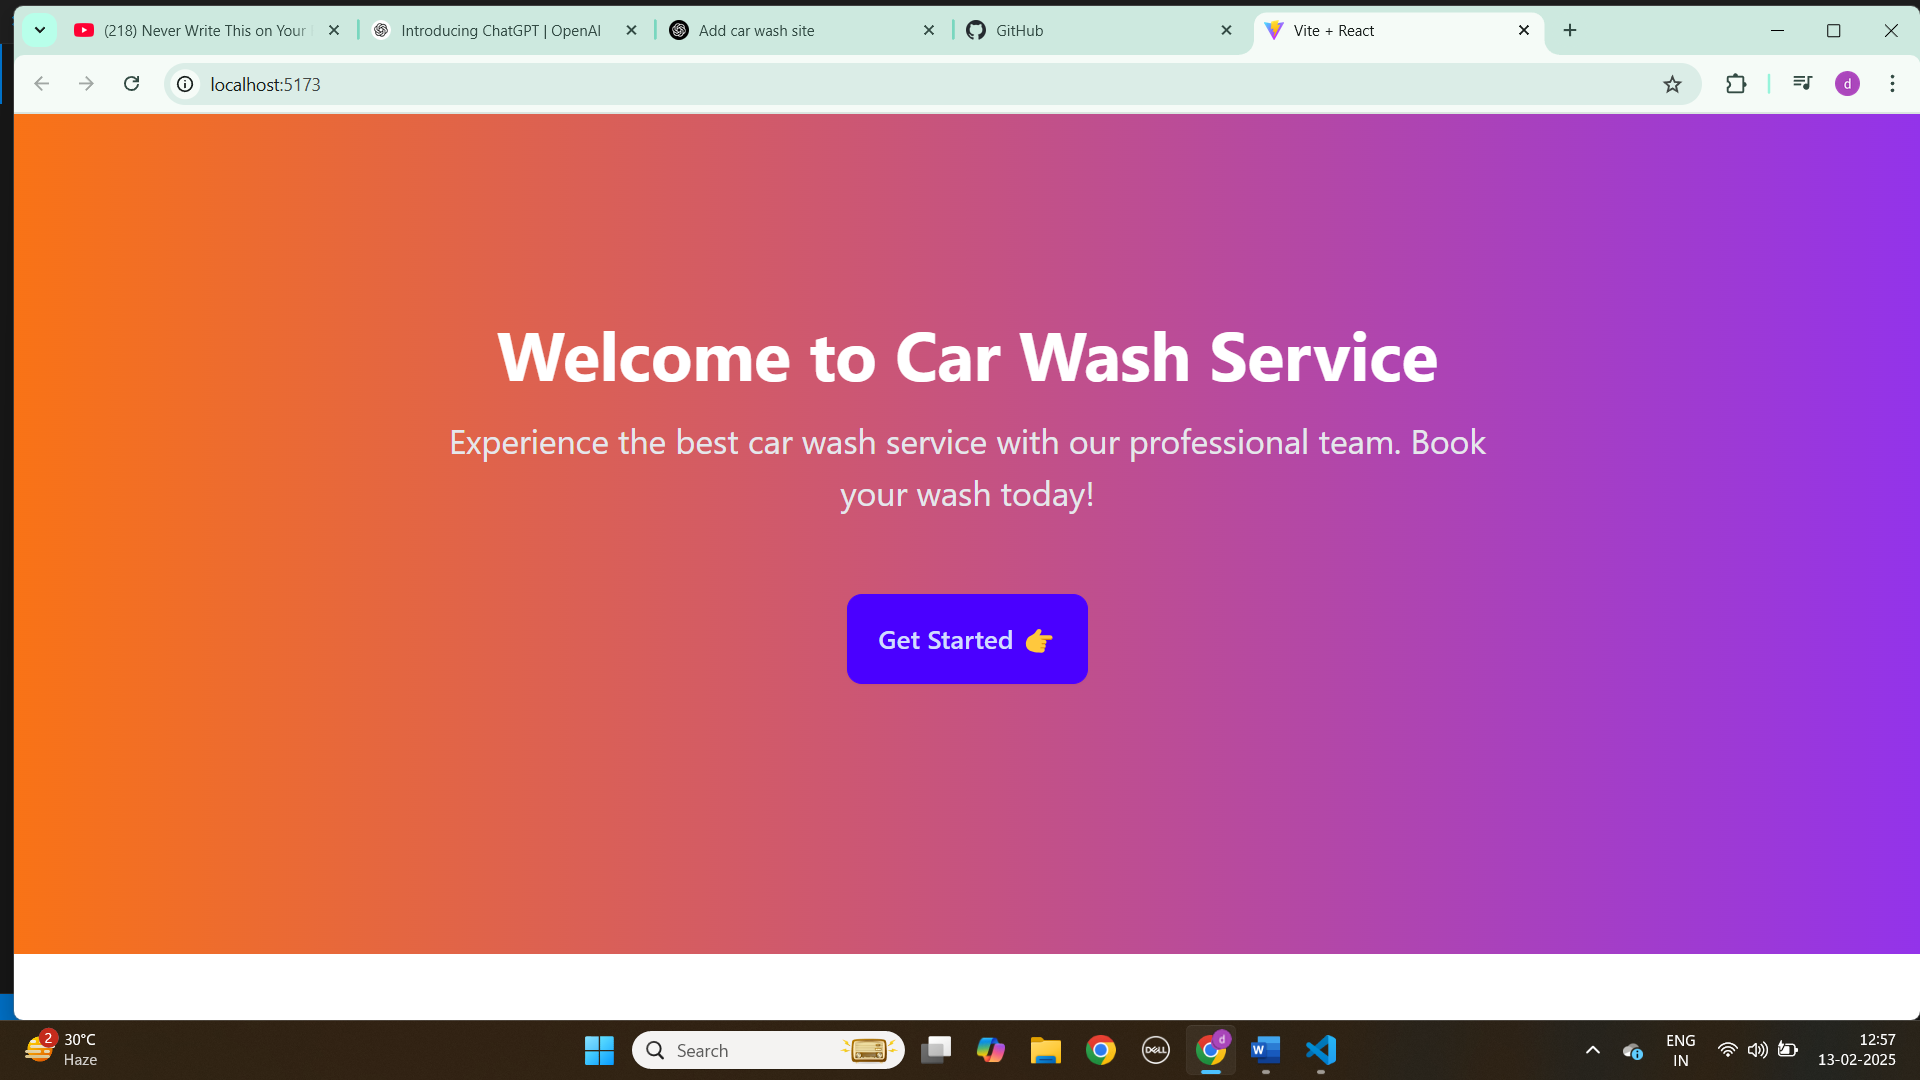 (218) Never Write This on Your
Introducing ChatGPT | OpenAI
Add car wash site
GitHub
Vite + React
localhost:5173
d
Welcome to Car Wash Service
Experience the best car wash service with our professional team. Book
your wash today!
Get Started 👉
2
30°C
Haze
Search
DELL
d
W
ENG
IN
12:57
13-02-2025